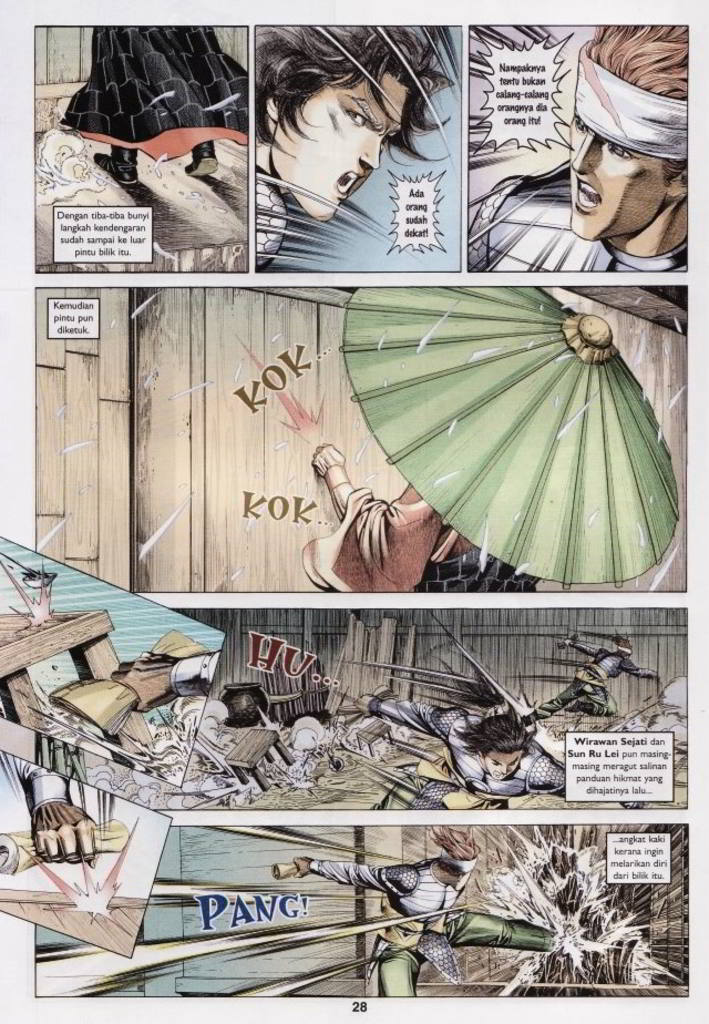 Dengan tiba-tiba bunyi
langkah kendengaran
sudah sampai ke luar
pintu bilik itu.
Ada
orang
sudah
dekat!
Nampaknya
tentu bukan
calang-calang
orangnya dia
orang itu!
Kemudian
pintu pun
diketuk.
KOK...
KOK...
HU...
Wirawan Sejati dan
Sun Ru Lei pun masing-
masing meragut salinan
panduan hikmat yang
dihajatinya lalu...
...angkat kaki
kerana ingin
melarikan diri
dari bilik itu.
PANG!
28